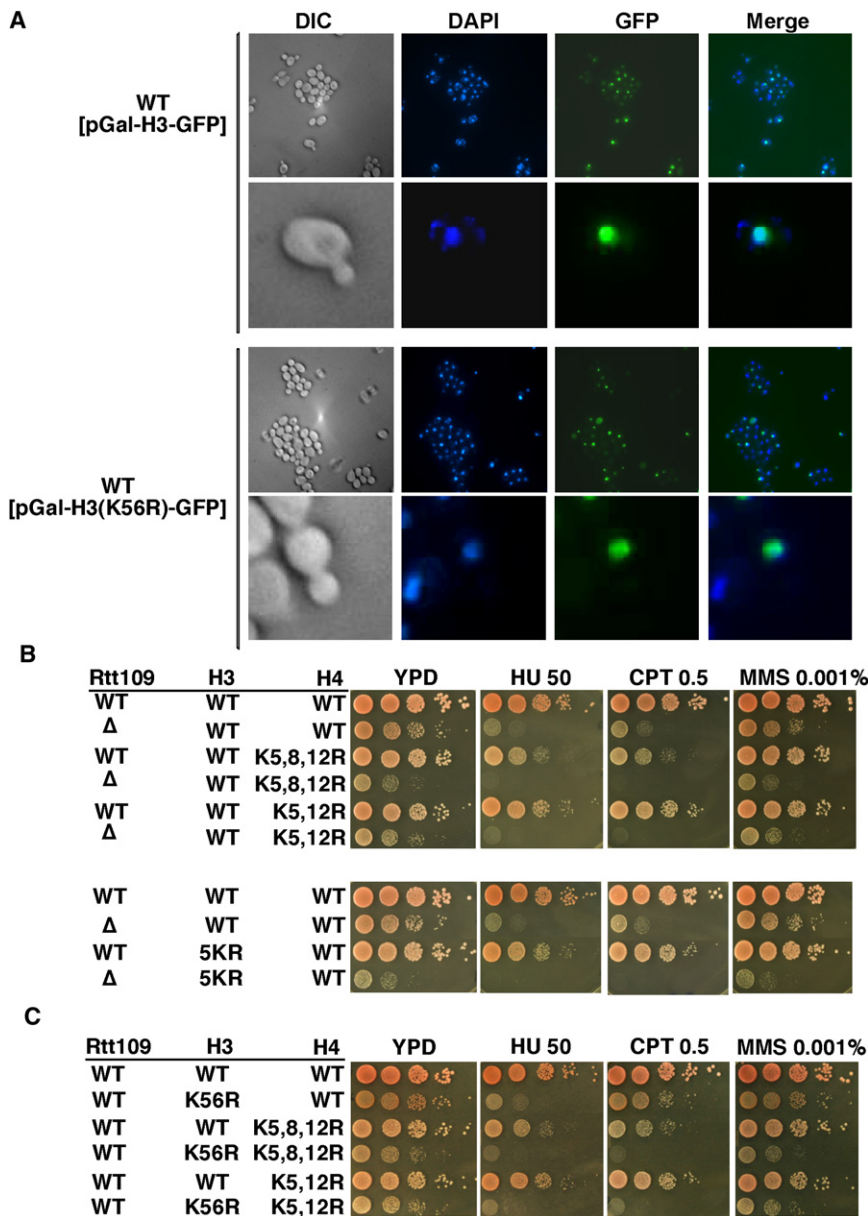 A
DIC DAPI GFP Merge
WT
[pGal-H3-GFP]
WT
[pGal-H3(K56R)-GFP]
B
Rtt109 H3 H4 YPD HU 50 CPT 0.5 MMS 0.001%
WT WT WT
Δ WT WT
WT WT K5,8,12R
Δ WT K5,8,12R
WT WT K5,12R
Δ WT K5,12R
WT WT WT
Δ WT WT
WT 5KR WT
Δ 5KR WT
C
Rtt109 H3 H4 YPD HU 50 CPT 0.5 MMS 0.001%
WT WT WT
WT K56R WT
WT WT K5,8,12R
WT K56R K5,8,12R
WT WT K5,12R
WT K56R K5,12R